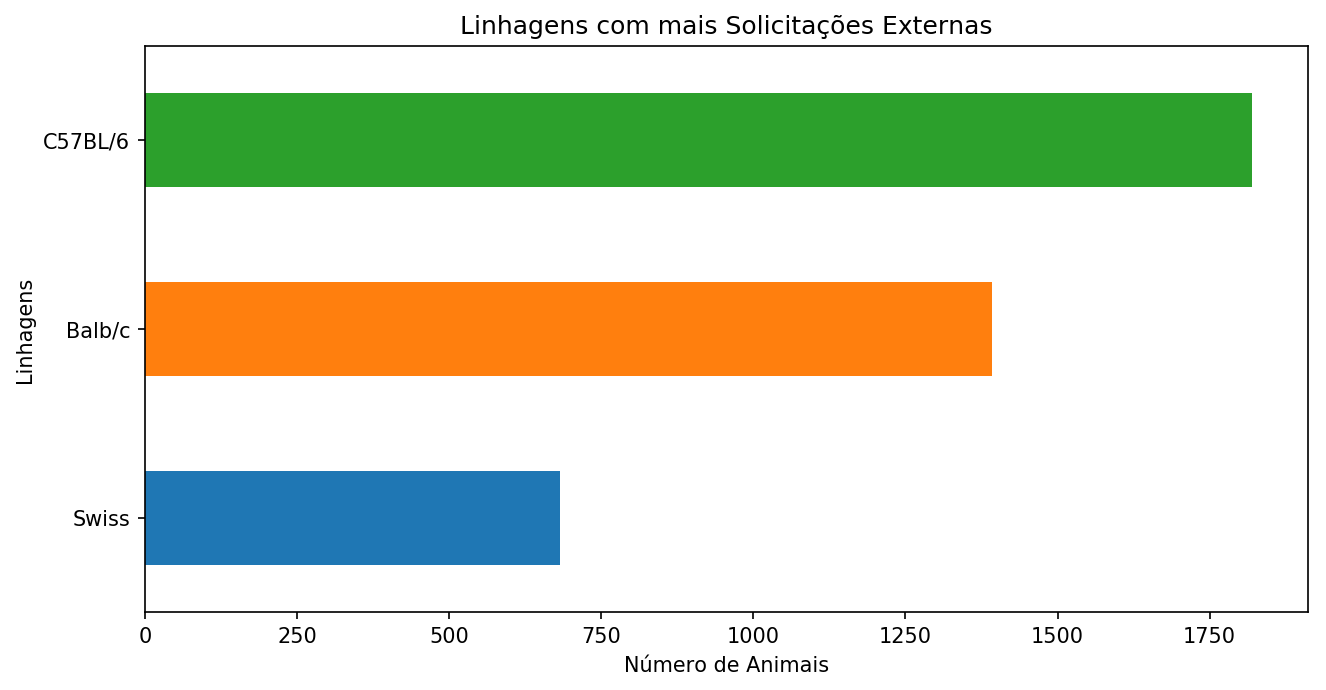 Linhagens com mais Solicitações Externas
Linhagens
C57BL/6
Balb/c
Swiss
0 250 500 750 1000 1250 1500 1750
Número de Animais